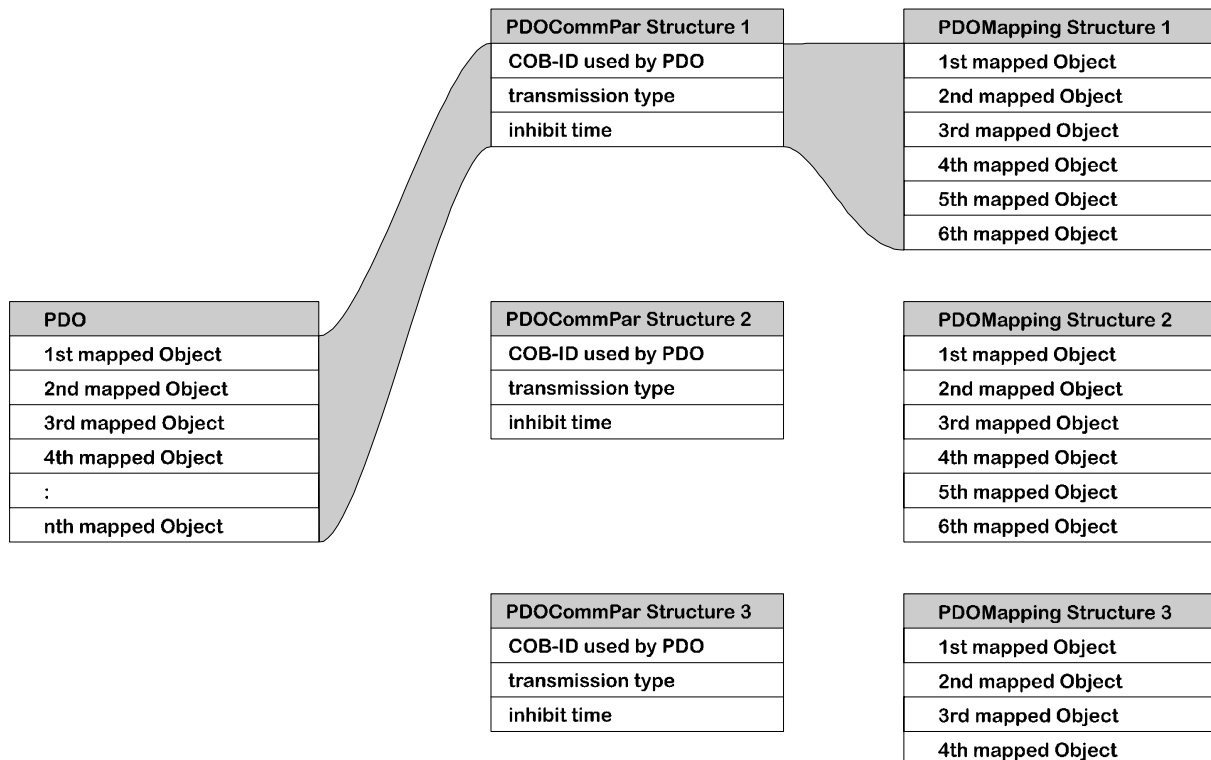 PDOCommPar Structure 1
COB-ID used by PDO
transmission type
inhibit time
PDOMapping Structure 1
1st mapped Object
2nd mapped Object
3rd mapped Object
4th mapped Object
5th mapped Object
6th mapped Object
PDO
1st mapped Object
2nd mapped Object
3rd mapped Object
4th mapped Object
:
nth mapped Object
PDOCommPar Structure 2
COB-ID used by PDO
transmission type
inhibit time
PDOMapping Structure 2
1st mapped Object
2nd mapped Object
3rd mapped Object
4th mapped Object
5th mapped Object
6th mapped Object
PDOCommPar Structure 3
COB-ID used by PDO
transmission type
inhibit time
PDOMapping Structure 3
1st mapped Object
2nd mapped Object
3rd mapped Object
4th mapped Object